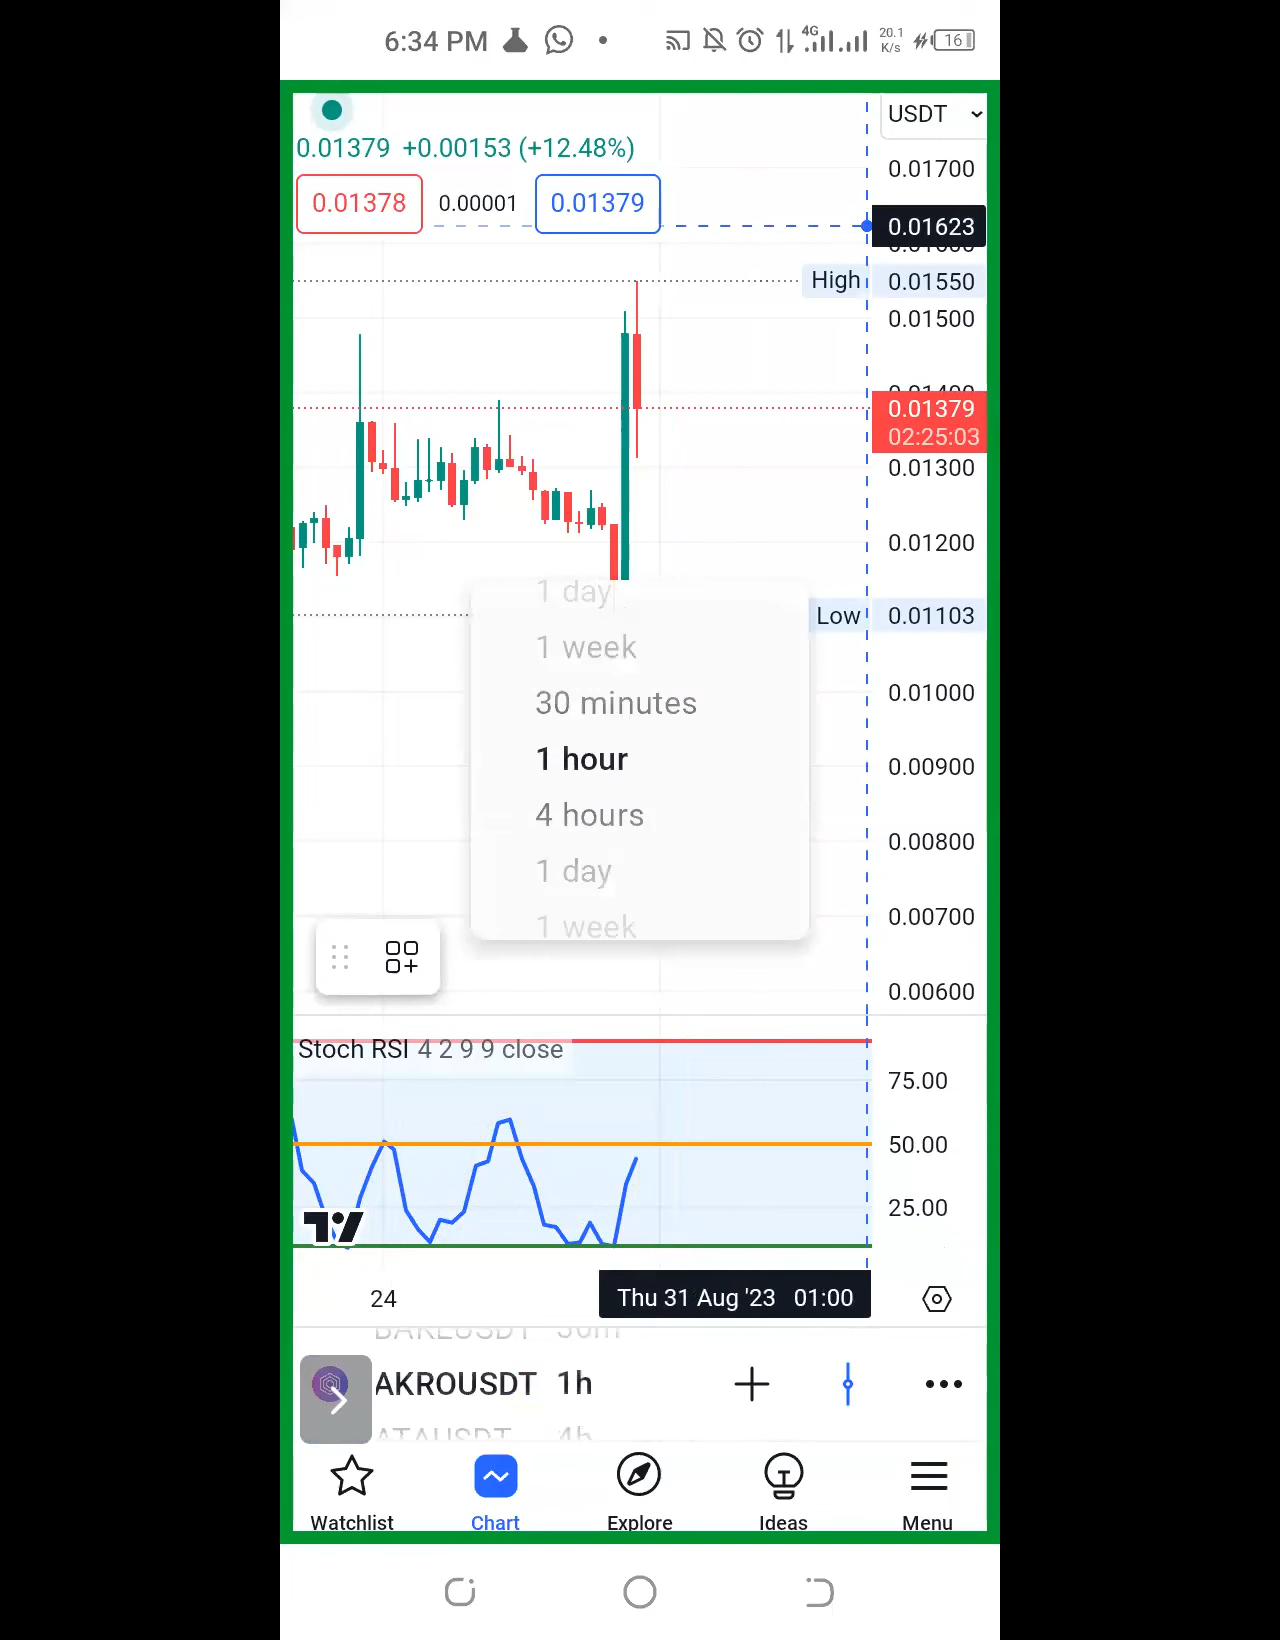 6:34 PM
4G
20.1
K/s
16
USDT
0.01379 +0.00153 (+12.48%)
0.01378 0.00001 0.01379
0.01700
0.01623
High 0.01550
0.01500
0.01379
02:25:03
0.01300
0.01200
1 day
Low 0.01103
1 week
0.01000
30 minutes
1 hour
0.00900
4 hours
0.00800
1 day
0.00700
1 week
0.00600
Stoch RSI 4 2 9 9 close
75.00
50.00
25.00
24
Thu 31 Aug '23 01:00
AKROUSDT 1h
ATAUSDT 4h
Watchlist Chart Explore Ideas Menu